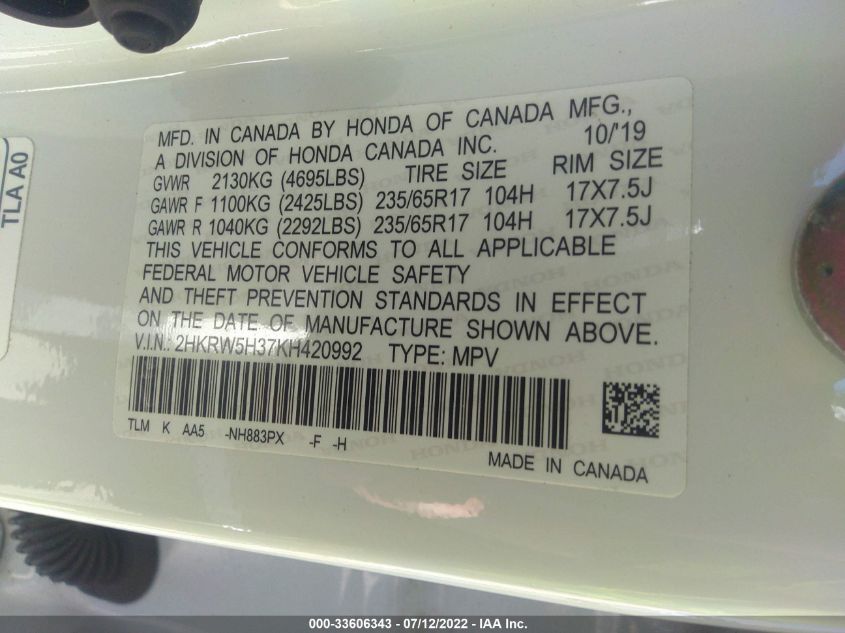 TLA A0
MFD. IN CANADA BY HONDA OF CANADA MFG.,
A DIVISION OF HONDA CANADA INC. 10/'19
GVWR 2130KG (4695LBS) TIRE SIZE RIM SIZE
GAWR F 1100KG (2425LBS) 235/65R17 104H 17X7.5J
GAWR R 1040KG (2292LBS) 235/65R17 104H 17X7.5J
THIS VEHICLE CONFORMS TO ALL APPLICABLE
FEDERAL MOTOR VEHICLE SAFETY
AND THEFT PREVENTION STANDARDS IN EFFECT
ON THE DATE OF MANUFACTURE SHOWN ABOVE.
V.I.N.: 2HKRW5H37KH420992 TYPE: MPV
TLM K AA5 -NH883PX -F -H
MADE IN CANADA
000-33606343 - 07/12/2022 - IAA Inc.